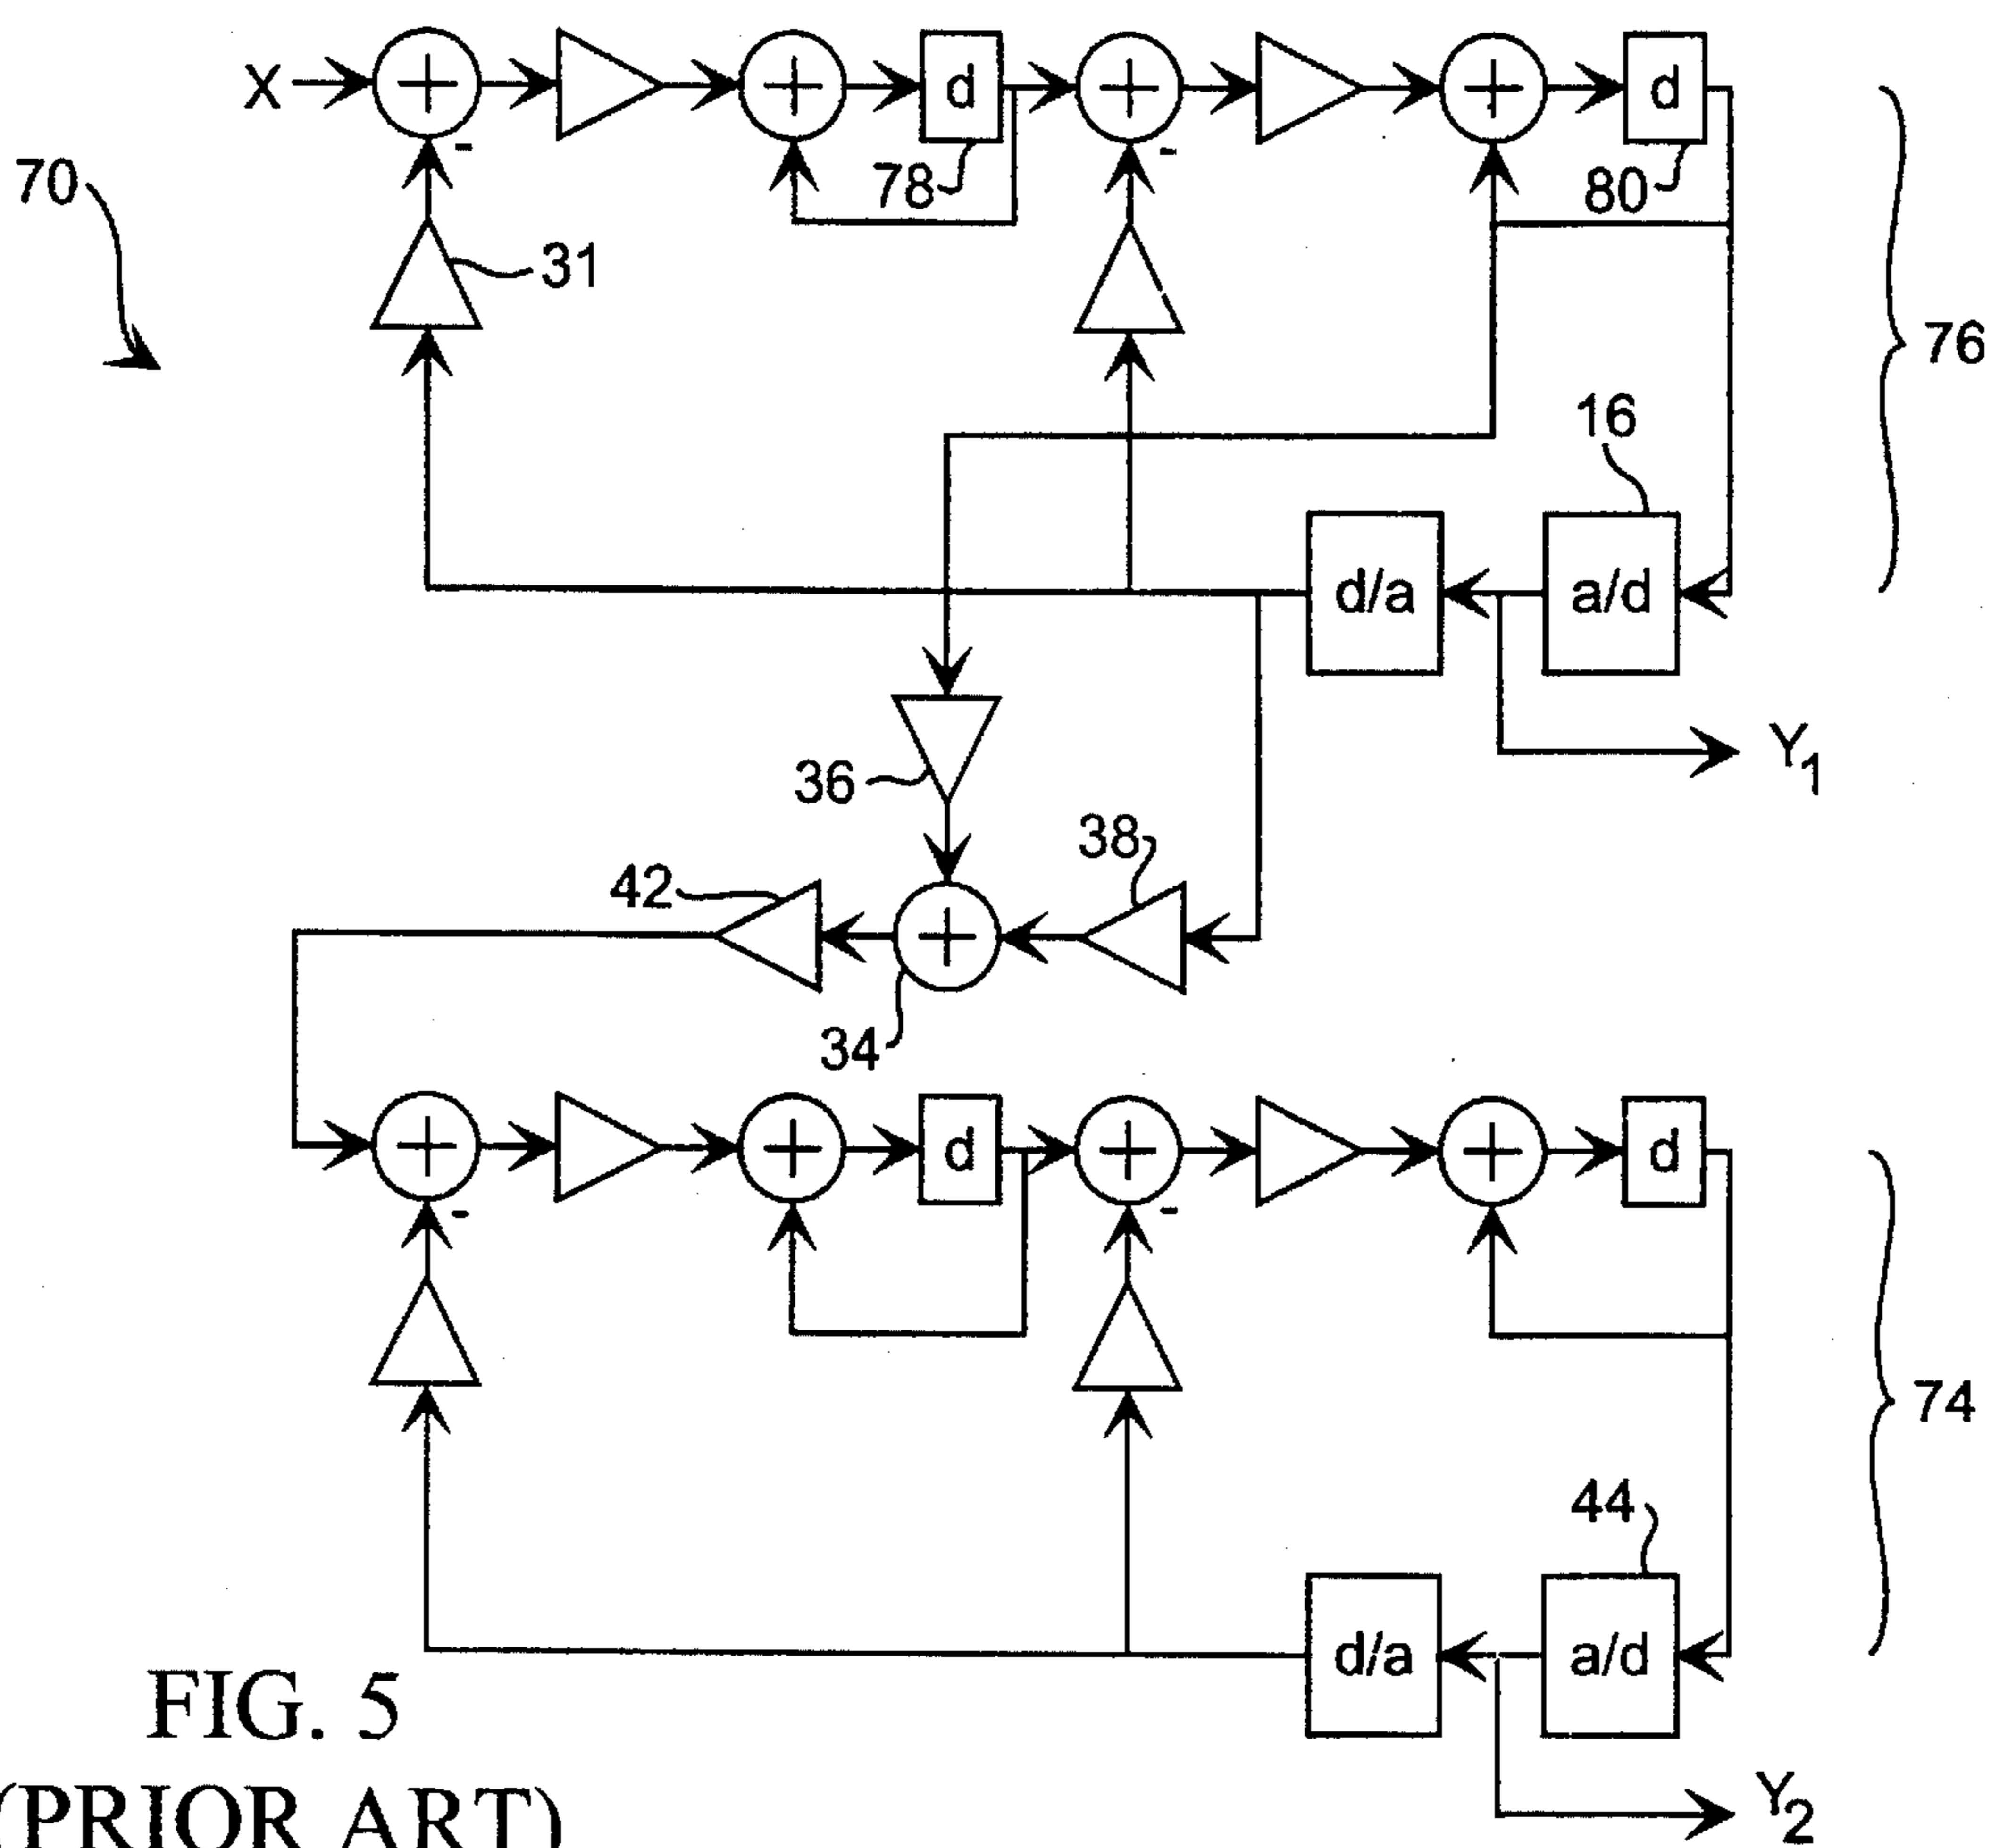 X + + d + + d
- -
70 78 80
31
76
16
d/a a/d
Y1
36
38
42
+
34
+ + d + + d
- -
74
44
d/a a/d
FIG. 5
(PRIOR ART)
Y2